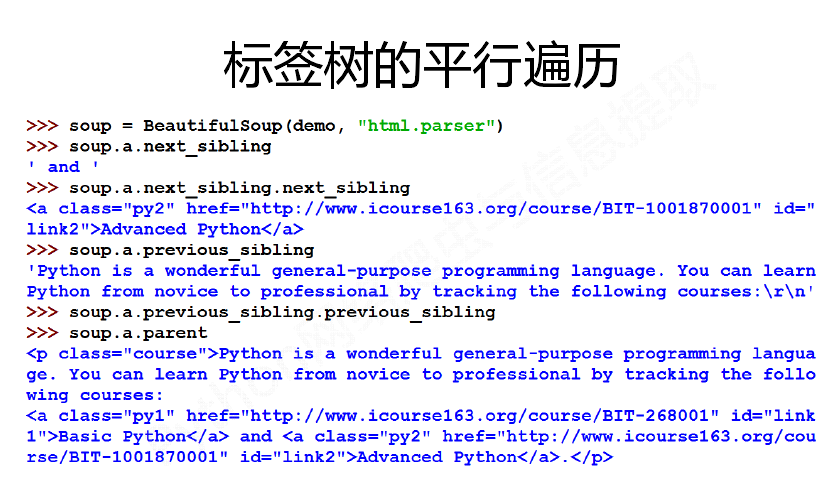 标签树的平行遍历
>>> soup = BeautifulSoup(demo, "html.parser")
>>> soup.a.next_sibling
' and '
>>> soup.a.next_sibling.next_sibling
<a class="py2" href="http://www.icourse163.org/course/BIT-1001870001" id="
link2">Advanced Python</a>
>>> soup.a.previous_sibling
'Python is a wonderful general-purpose programming language. You can learn
Python from novice to professional by tracking the following courses:\r\n'
>>> soup.a.previous_sibling.previous_sibling
>>> soup.a.parent
<p class="course">Python is a wonderful general-purpose programming langua
ge. You can learn Python from novice to professional by tracking the follo
wing courses:
<a class="py1" href="http://www.icourse163.org/course/BIT-268001" id="link
1">Basic Python</a> and <a class="py2" href="http://www.icourse163.org/cou
rse/BIT-1001870001" id="link2">Advanced Python</a>.</p>